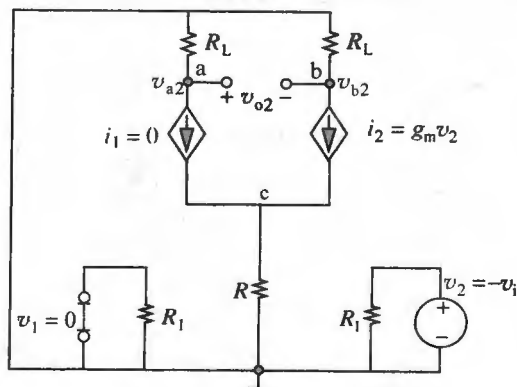 R_L R_L
a b
v_a2 + v_o2 − v_b2
i_1 = 0 i_2 = g_m v_2
c
v_1 = 0 R_1 R R_1 v_2 = −v_i
+
−